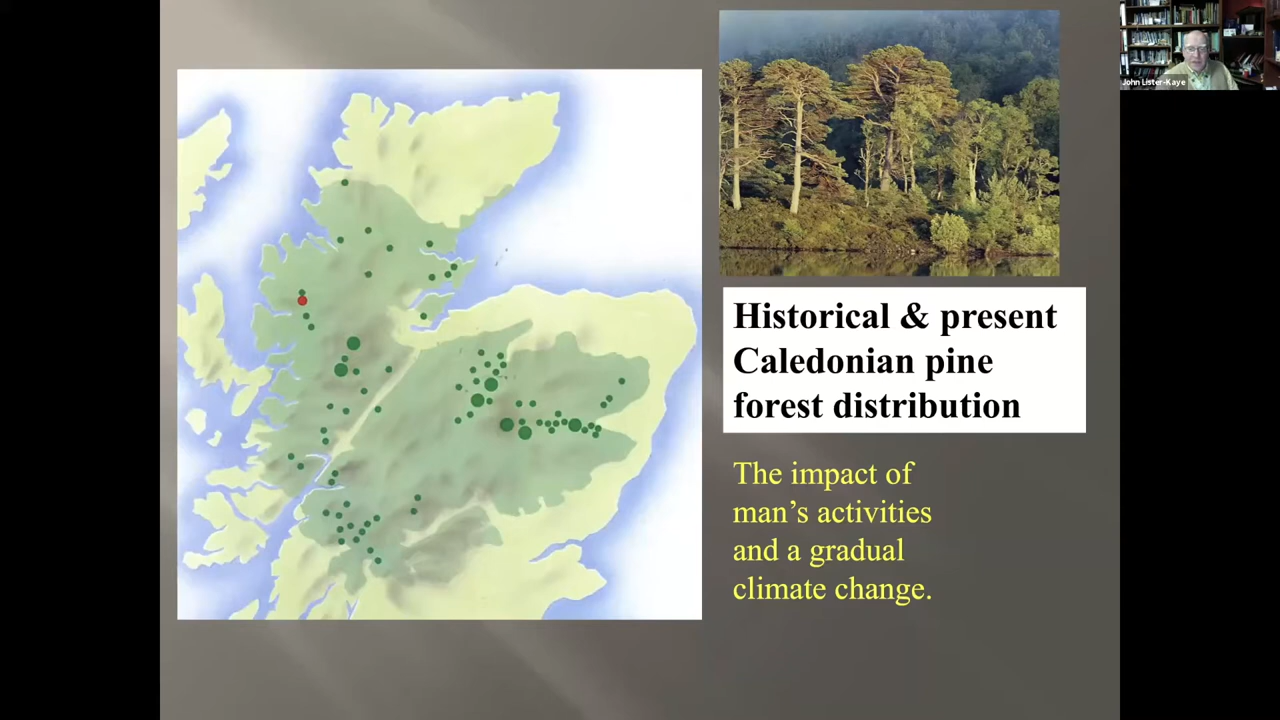 John Lister-Kaye
Historical & present
Caledonian pine
forest distribution
The impact of
man’s activities
and a gradual
climate change.